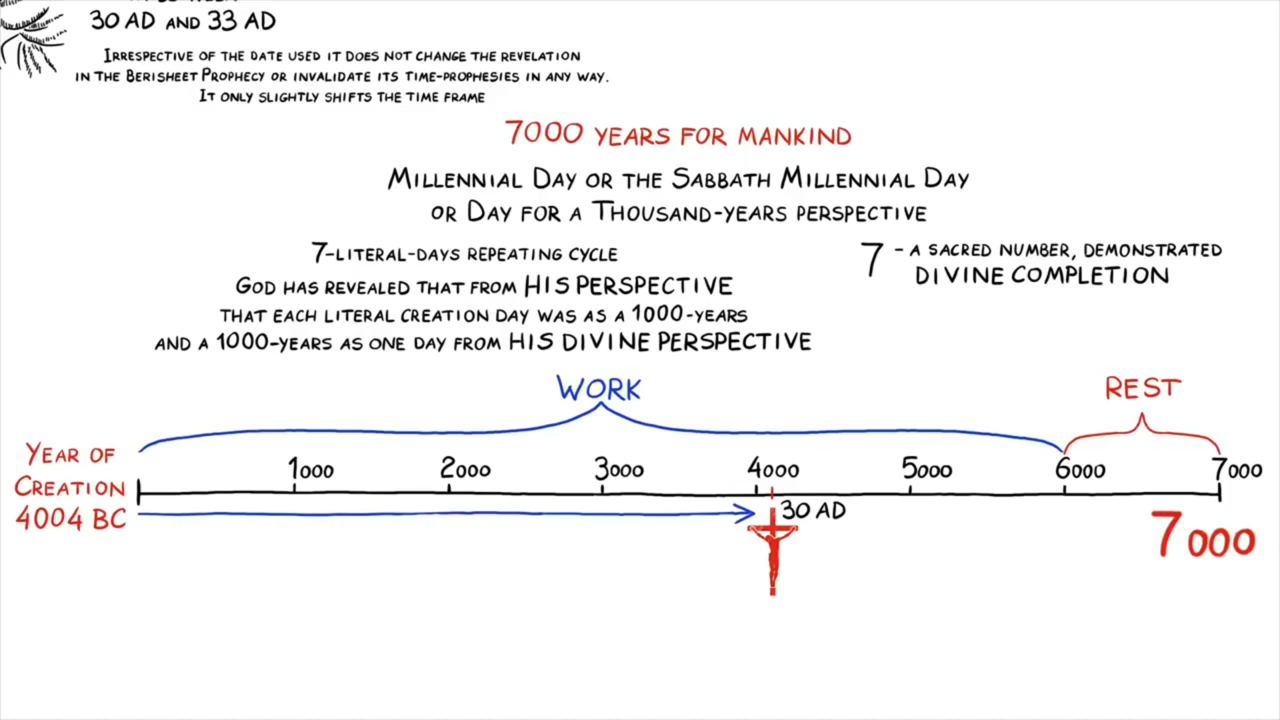 30 AD AND 33 AD
IRRESPECTIVE OF THE DATE USED IT DOES NOT CHANGE THE REVELATION
IN THE BERISHEET PROPHECY OR INVALIDATE ITS TIME-PROPHESIES IN ANY WAY.
IT ONLY SLIGHTLY SHIFTS THE TIME FRAME
7000 YEARS FOR MANKIND
MILLENNIAL DAY OR THE SABBATH MILLENNIAL DAY
OR DAY FOR A THOUSAND-YEARS PERSPECTIVE
7-LITERAL-DAYS REPEATING CYCLE
GOD HAS REVEALED THAT FROM HIS PERSPECTIVE
THAT EACH LITERAL CREATION DAY WAS AS A 1000-YEARS
AND A 1000-YEARS AS ONE DAY FROM HIS DIVINE PERSPECTIVE
7 - A SACRED NUMBER, DEMONSTRATED
DIVINE COMPLETION
WORK
REST
YEAR OF
CREATION
4004 BC
1000 2000 3000 4000 5000 6000 7000
30 AD
7000